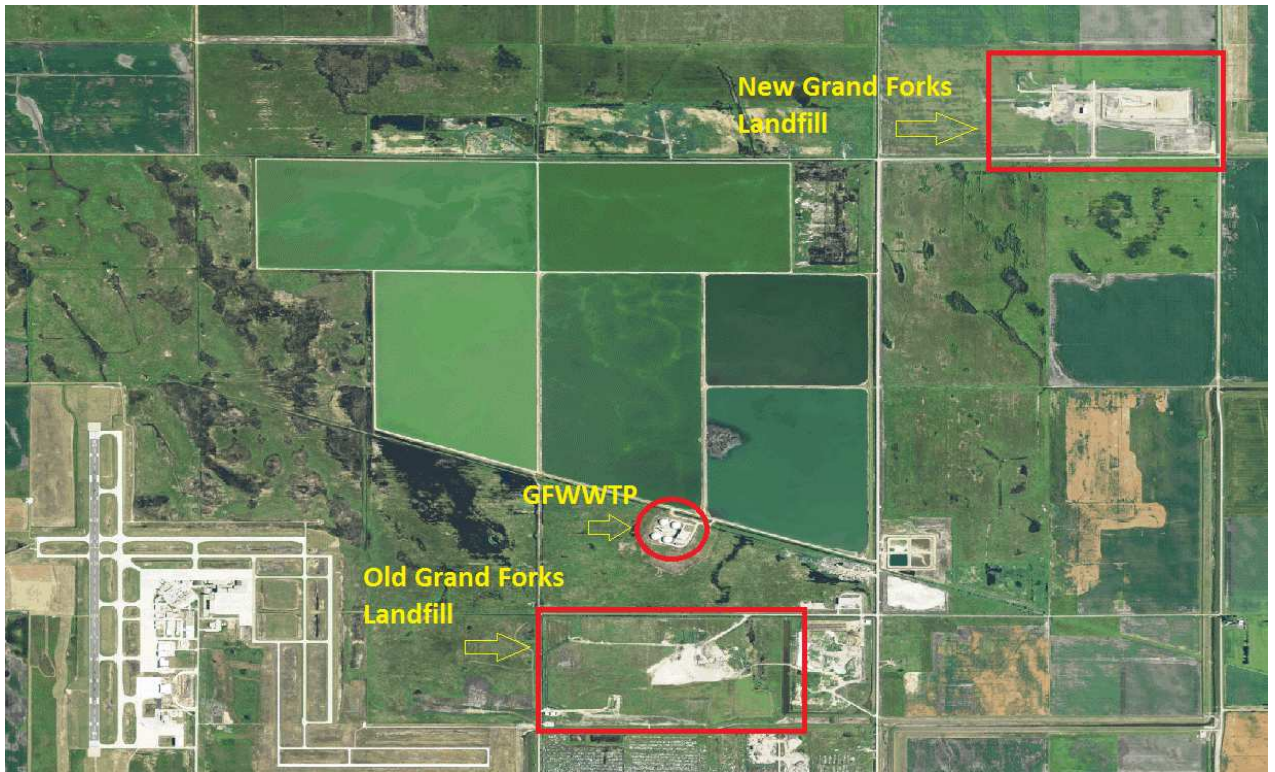 New Grand Forks
Landfill
GFWWTP
Old Grand Forks
Landfill